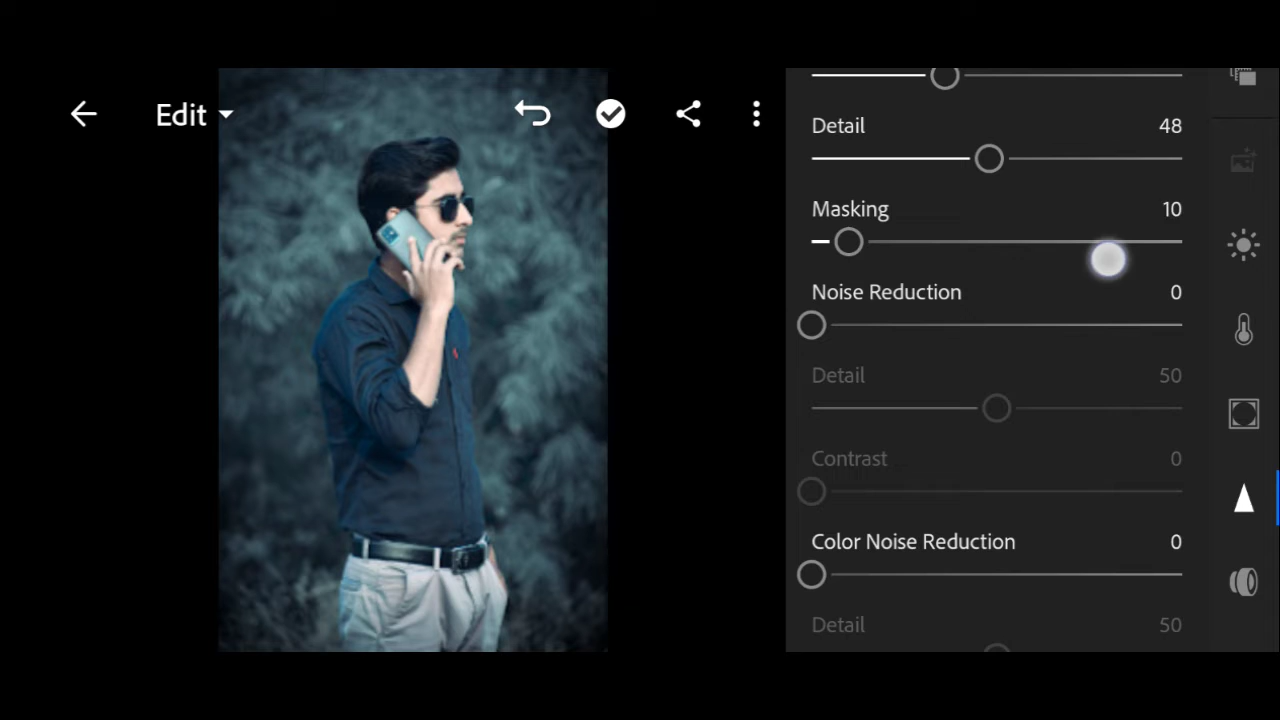 Edit
Detail 48
Masking 10
Noise Reduction 0
Detail 50
Contrast 0
Color Noise Reduction 0
Detail 50